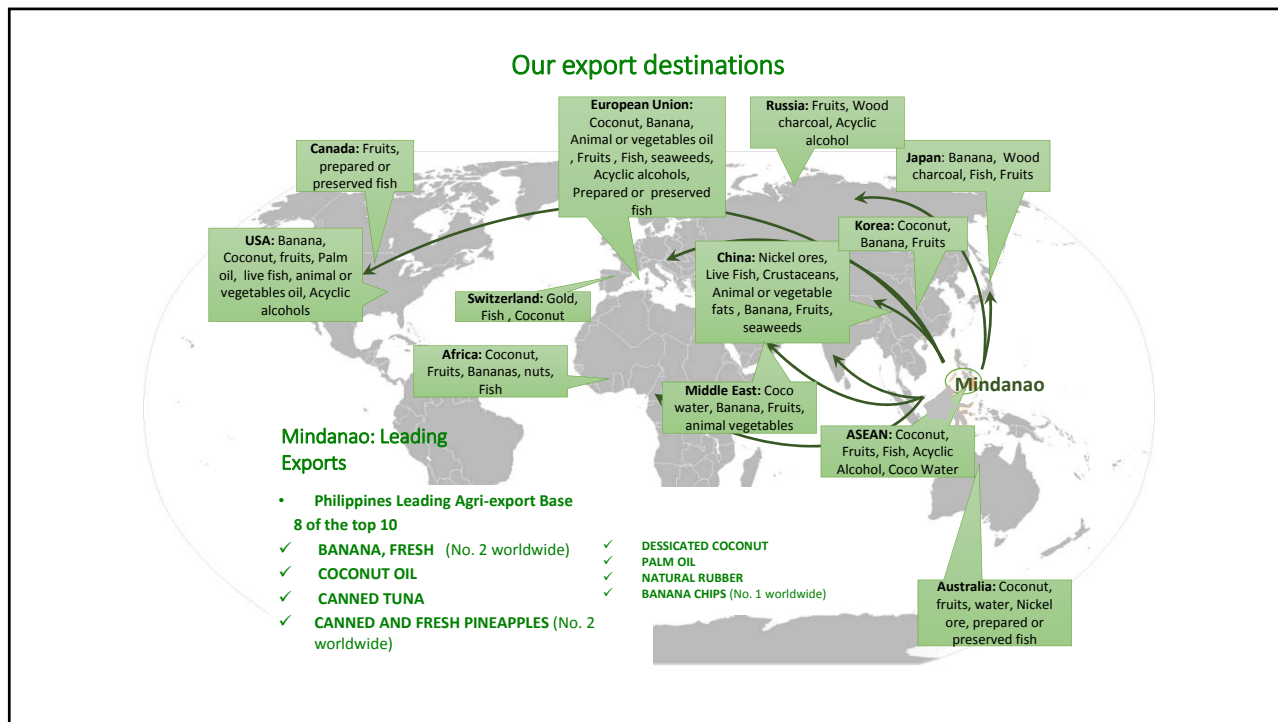 Our export destinations
European Union:
Coconut, Banana,
Animal or vegetables oil
, Fruits , Fish, seaweeds,
Acyclic alcohols,
Prepared or preserved
fish
Russia: Fruits, Wood
charcoal, Acyclic
alcohol
Canada: Fruits,
prepared or
preserved fish
Japan: Banana, Wood
charcoal, Fish, Fruits
USA: Banana,
Coconut, fruits, Palm
oil, live fish, animal or
vegetables oil, Acyclic
alcohols
Korea: Coconut,
Banana, Fruits
China: Nickel ores,
Live Fish, Crustaceans,
Animal or vegetable
fats , Banana, Fruits,
seaweeds
Switzerland: Gold,
Fish , Coconut
Africa: Coconut,
Fruits, Bananas, nuts,
Fish
Middle East: Coco
water, Banana, Fruits,
animal vegetables
Mindanao
ASEAN: Coconut,
Fruits, Fish, Acyclic
Alcohol, Coco Water
Australia: Coconut,
fruits, water, Nickel
ore, prepared or
preserved fish
Mindanao: Leading
Exports
• Philippines Leading Agri-export Base
8 of the top 10
✓ BANANA, FRESH (No. 2 worldwide)
✓ COCONUT OIL
✓ CANNED TUNA
✓ CANNED AND FRESH PINEAPPLES (No. 2
worldwide)
✓ DESSICATED COCONUT
✓ PALM OIL
✓ NATURAL RUBBER
✓ BANANA CHIPS (No. 1 worldwide)